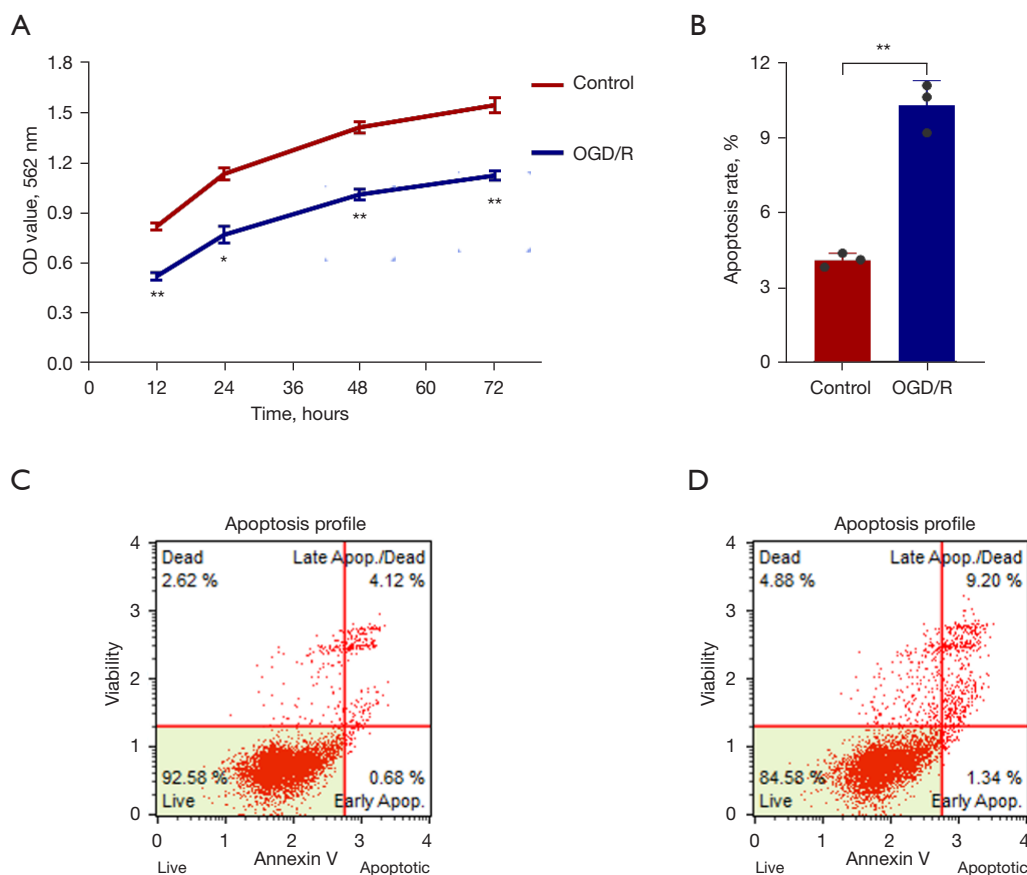 A
OD value, 562 nm
1.8
1.5
1.2
0.9
0.6
0.3
0.0
0 12 24 36 48 60 72
Time, hours
** * ** **
Control
OGD/R
B
Apoptosis rate, %
12
9
6
3
0
**
Control OGD/R
C
Apoptosis profile
Viability
4
3
2
1
0
Dead Late Apop./Dead
2.62 % 4.12 %
92.58 % 0.68 %
Live Early Apop.
0 1 2 3 4
Annexin V
Live Apoptotic
D
Apoptosis profile
Viability
4
3
2
1
0
Dead Late Apop./Dead
4.88 % 9.20 %
84.58 % 1.34 %
Live Early Apop.
0 1 2 3 4
Annexin V
Live Apoptotic